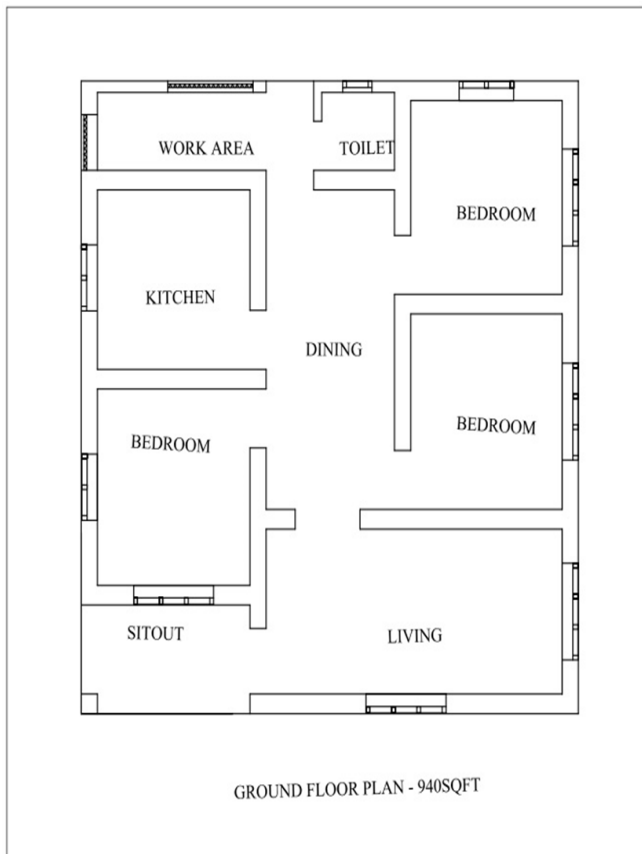 WORK AREA
TOILET
BEDROOM
KITCHEN
DINING
BEDROOM
BEDROOM
SITOUT
LIVING
GROUND FLOOR PLAN - 940SQFT